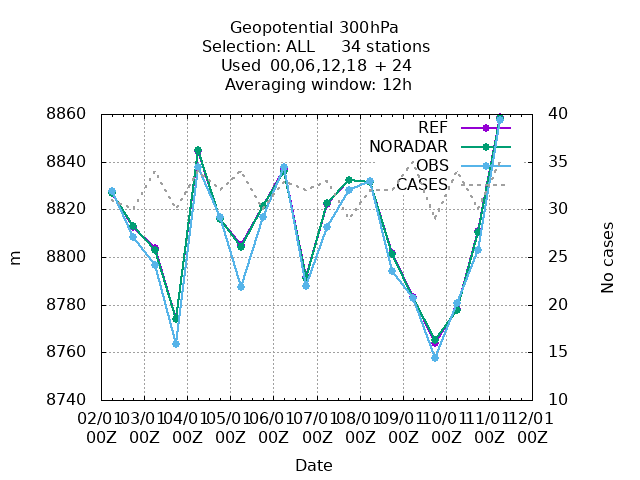 Geopotential 300hPa
Selection: ALL     34 stations
Used  00,06,12,18  + 24
Averaging window: 12h
8860
8840
8820
8800
8780
8760
8740
m
40
35
30
25
20
15
10
No cases
REF
NORADAR
OBS
CASES
02/01 03/01 04/01 05/01 06/01 07/01 08/01 09/01 10/01 11/01 12/01
00Z 00Z 00Z 00Z 00Z 00Z 00Z 00Z 00Z 00Z 00Z
Date